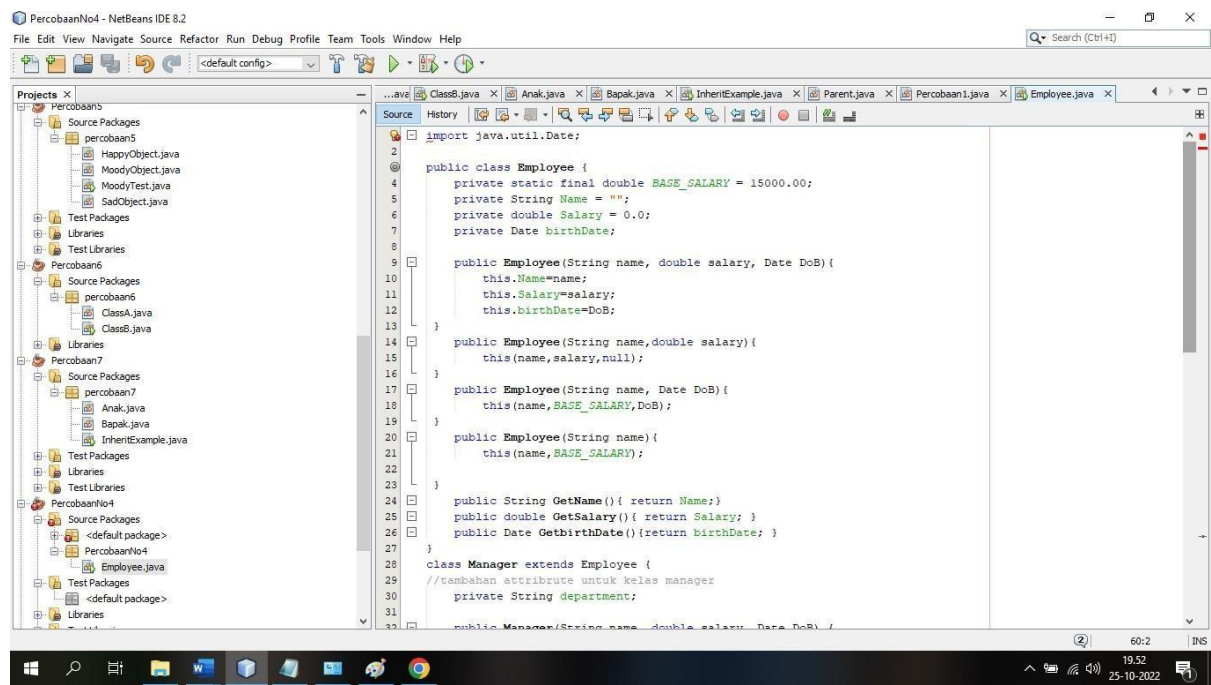 PercobaanNo4 - NetBeans IDE 8.2
File Edit View Navigate Source Refactor Run Debug Profile Team Tools Window Help
Search (Ctrl+I)
<default config>
Projects
Percobaan5
Source Packages
percobaan5
HappyObject.java
MoodyObject.java
MoodyTest.java
SadObject.java
Test Packages
Libraries
Test Libraries
Percobaan6
Source Packages
percobaan6
ClassA.java
ClassB.java
Libraries
Percobaan7
Source Packages
percobaan7
Anak.java
Bapak.java
InheritExample.java
Test Packages
Libraries
Test Libraries
PercobaanNo4
Source Packages
<default package>
PercobaanNo4
Employee.java
Test Packages
<default package>
Libraries
...ava ClassB.java Anak.java Bapak.java InheritExample.java Parent.java Percobaan1.java Employee.java
Source History
import java.util.Date;
2
public class Employee {
4 private static final double BASE_SALARY = 15000.00;
5 private String Name = "";
6 private double Salary = 0.0;
7 private Date birthDate;
8
9 public Employee(String name, double salary, Date DoB){
10 this.Name=name;
11 this.Salary=salary;
12 this.birthDate=DoB;
13 }
14 public Employee(String name,double salary){
15 this(name,salary,null);
16 }
17 public Employee(String name, Date DoB){
18 this(name,BASE_SALARY,DoB);
19 }
20 public Employee(String name){
21 this(name,BASE_SALARY);
22
23 }
24 public String GetName(){ return Name;}
25 public double GetSalary(){ return Salary; }
26 public Date GetbirthDate(){return birthDate; }
27 }
28 class Manager extends Employee {
29 //tambahan attribrute untuk kelas manager
30 private String department;
31
32 public Manager(String name, double salary, Date DoB) {
2
60:2
INS
19.52
25-10-2022
1